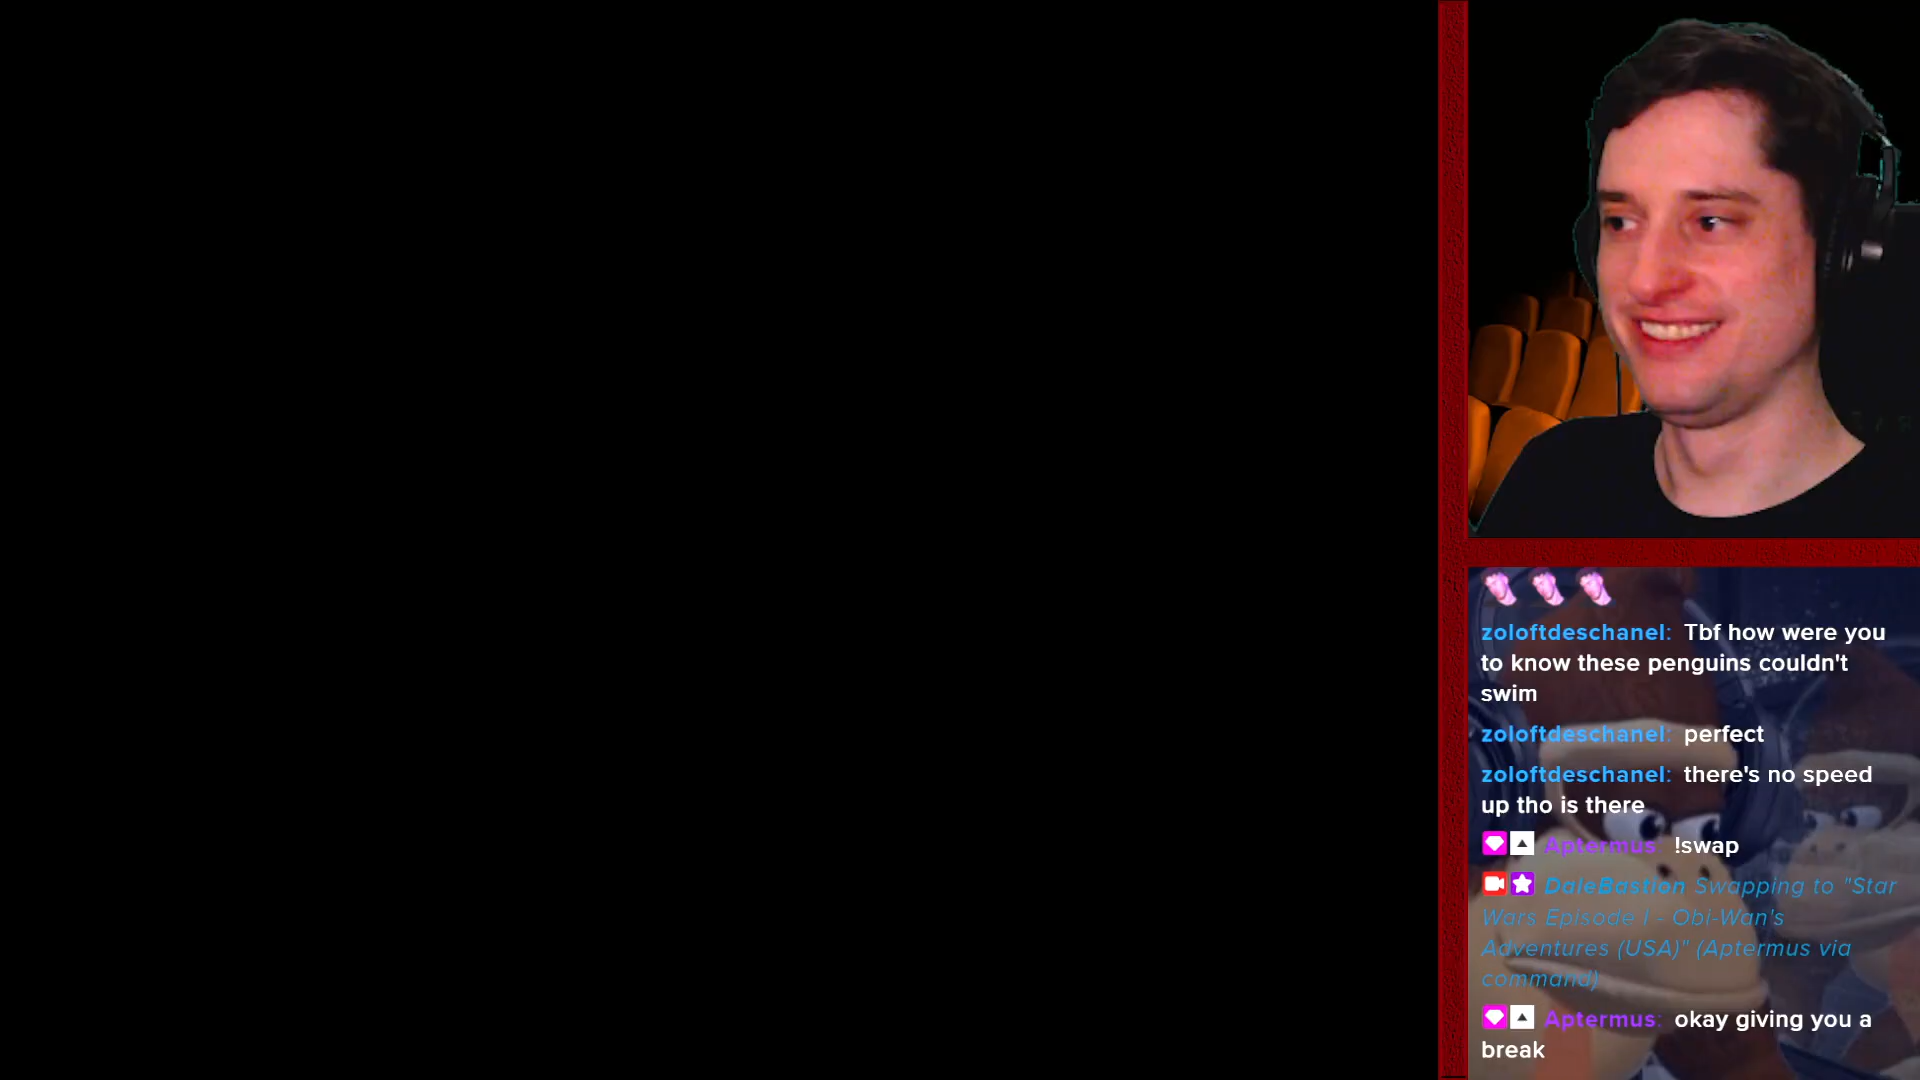 zoloftdeschanel: Tbf how were you
to know these penguins couldn't
swim
zoloftdeschanel: perfect
zoloftdeschanel: there's no speed
up tho is there
Aptermus: !swap
DaleBastion Swapping to "Star
Wars Episode I - Obi-Wan's
Adventures (USA)" (Aptermus via
command)
Aptermus: okay giving you a
break